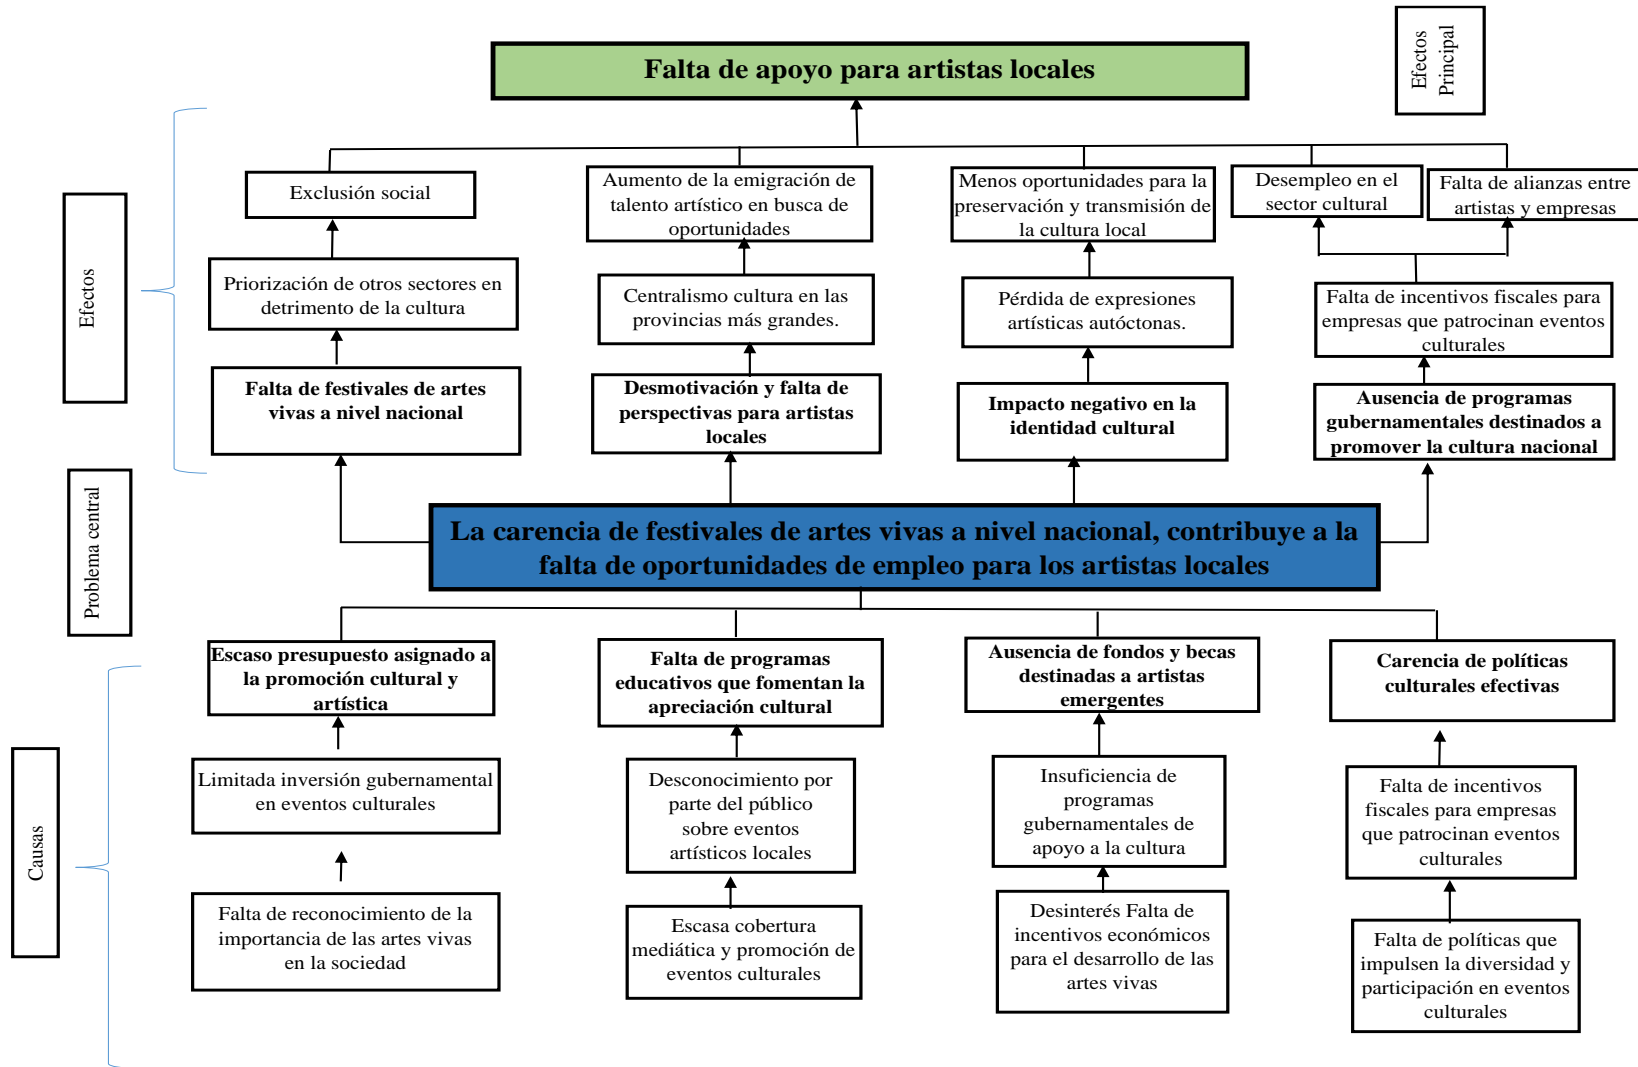 Falta de apoyo para artistas locales
Efectos
Principal
Exclusión social
Aumento de la emigración de
talento artístico en busca de
oportunidades
Menos oportunidades para la
preservación y transmisión de
la cultura local
Desempleo en el
sector cultural
Falta de alianzas entre
artistas y empresas
Efectos
Priorización de otros sectores en
detrimento de la cultura
Centralismo cultura en las
provincias más grandes.
Pérdida de expresiones
artísticas autóctonas.
Falta de incentivos fiscales para
empresas que patrocinan eventos
culturales
Falta de festivales de artes
vivas a nivel nacional
Desmotivación y falta de
perspectivas para artistas
locales
Impacto negativo en la
identidad cultural
Ausencia de programas
gubernamentales destinados a
promover la cultura nacional
Problema central
La carencia de festivales de artes vivas a nivel nacional, contribuye a la
falta de oportunidades de empleo para los artistas locales
Escaso presupuesto asignado a
la promoción cultural y
artística
Falta de programas
educativos que fomentan la
apreciación cultural
Ausencia de fondos y becas
destinadas a artistas
emergentes
Carencia de políticas
culturales efectivas
Causas
Limitada inversión gubernamental
en eventos culturales
Desconocimiento por
parte del público
sobre eventos
artísticos locales
Insuficiencia de
programas
gubernamentales de
apoyo a la cultura
Falta de incentivos
fiscales para empresas
que patrocinan eventos
culturales
Falta de reconocimiento de la
importancia de las artes vivas
en la sociedad
Escasa cobertura
mediática y promoción de
eventos culturales
Desinterés Falta de
incentivos económicos
para el desarrollo de las
artes vivas
Falta de políticas que
impulsen la diversidad y
participación en eventos
culturales